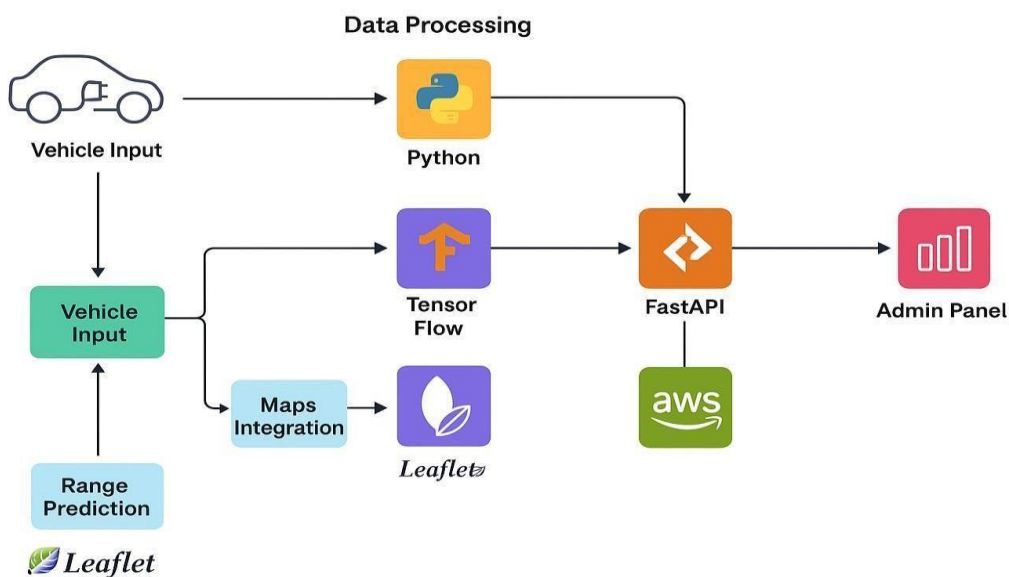 Data Processing
Vehicle Input
Python
Vehicle
Input
Tensor
Flow
FastAPI
Admin Panel
Maps
Integration
aws
Leaflet
Range
Prediction
Leaflet